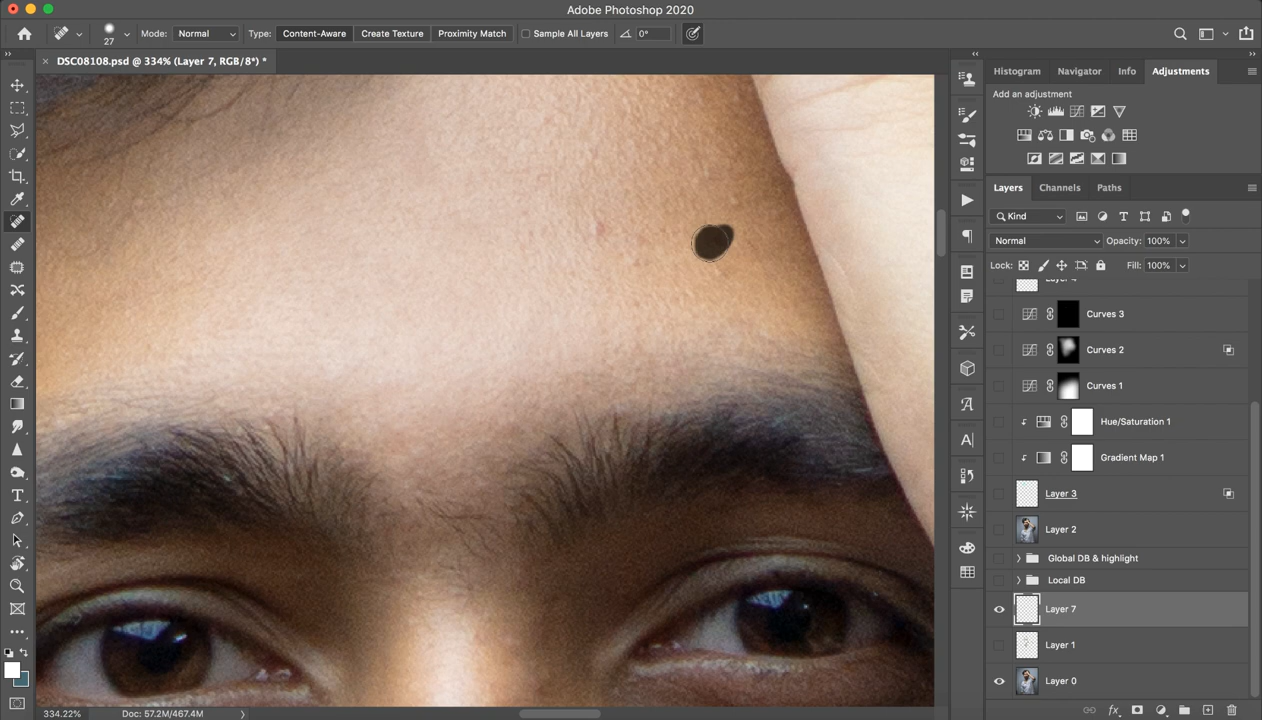 Adobe Photoshop 2020
27 Mode: Normal Type: Content-Aware Create Texture Proximity Match Sample All Layers 0°
DSC08108.psd @ 334% (Layer 7, RGB/8*) *
Histogram Navigator Info Adjustments
Add an adjustment
Layers Channels Paths
Kind
Normal Opacity: 100%
Lock: Fill: 100%
Curves 3
Curves 2
Curves 1
Hue/Saturation 1
Gradient Map 1
Layer 3
Layer 2
Global DB & highlight
Local DB
Layer 7
Layer 1
Layer 0
334.22% Doc: 57.2M/467.4M